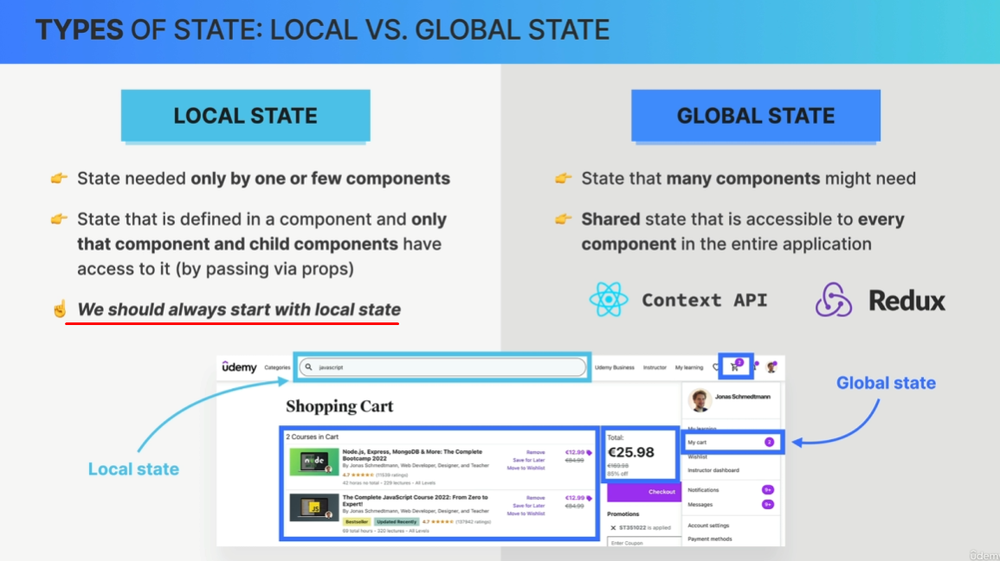 TYPES OF STATE: LOCAL VS. GLOBAL STATE
LOCAL STATE
State needed only by one or few components
State that is defined in a component and only
that component and child components have
access to it (by passing via props)
We should always start with local state
GLOBAL STATE
State that many components might need
Shared state that is accessible to every
component in the entire application
Context API
Redux
Local state
Global state
ûdemy
Categories
javascript
Udemy Business
Instructor
My learning
2
Shopping Cart
2 Courses in Cart
Node.js, Express, MongoDB & More: The Complete
Bootcamp 2022
By Jonas Schmedtmann, Web Developer, Designer, and Teacher
4.7
42 hours no total • 229 lectures • All Levels
Remove
Save for Later
Move to Wishlist
€12.99
€84.99
node
The Complete JavaScript Course 2022: From Zero to
Expert!
By Jonas Schmedtmann, Web Developer, Designer, and Teacher
Bestseller
Updated Recently
4.7
69 total hours • 320 lectures • All Levels
Remove
Save for Later
Move to Wishlist
€12.99
€84.99
JS
Total:
€25.98
€169.98
85% off
Checkout
Promotions
ST351022 is applied
Enter Coupon
Jonas Schmedtmann
My learning
My cart
2
Wishlist
Instructor dashboard
Notifications
9+
Messages
9+
Account settings
Payment methods
ûdemy